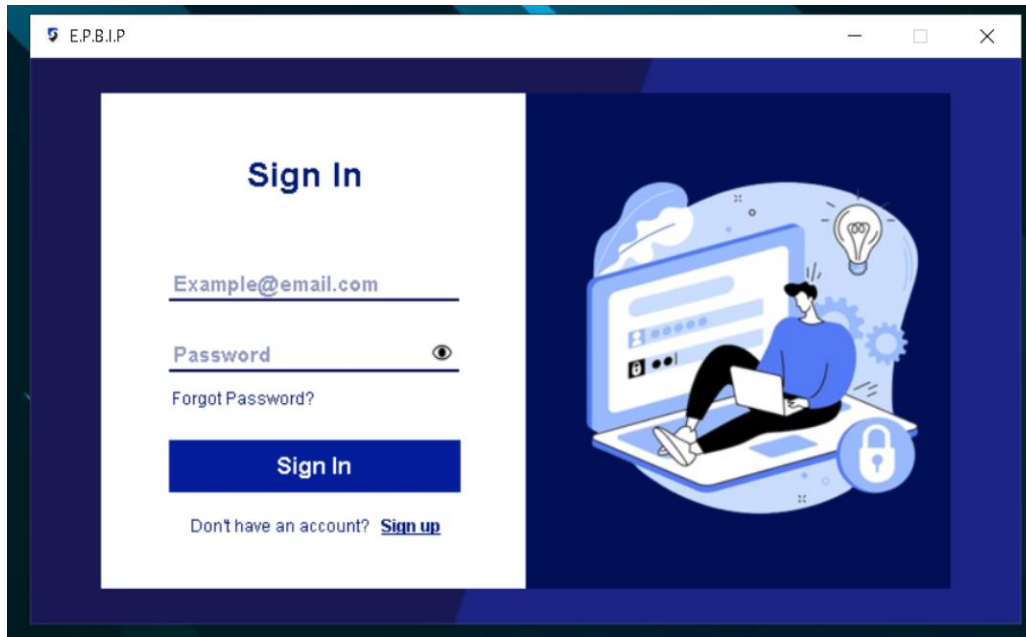 E.P.B.I.P
Sign In
Example@email.com
Password
Forgot Password?
Sign In
Don't have an account? Sign up